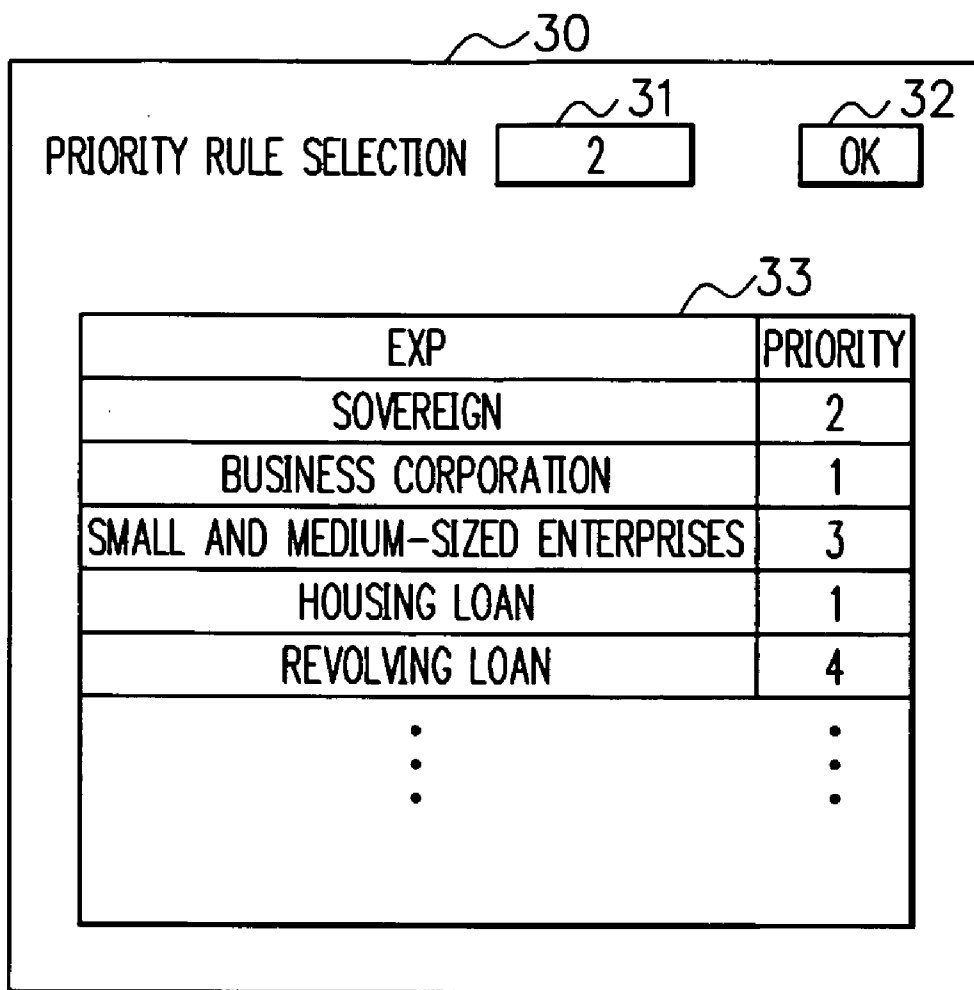 30
31 32
PRIORITY RULE SELECTION 2 OK
33
EXP PRIORITY
SOVEREIGN 2
BUSINESS CORPORATION 1
SMALL AND MEDIUM-SIZED ENTERPRISES 3
HOUSING LOAN 1
REVOLVING LOAN 4